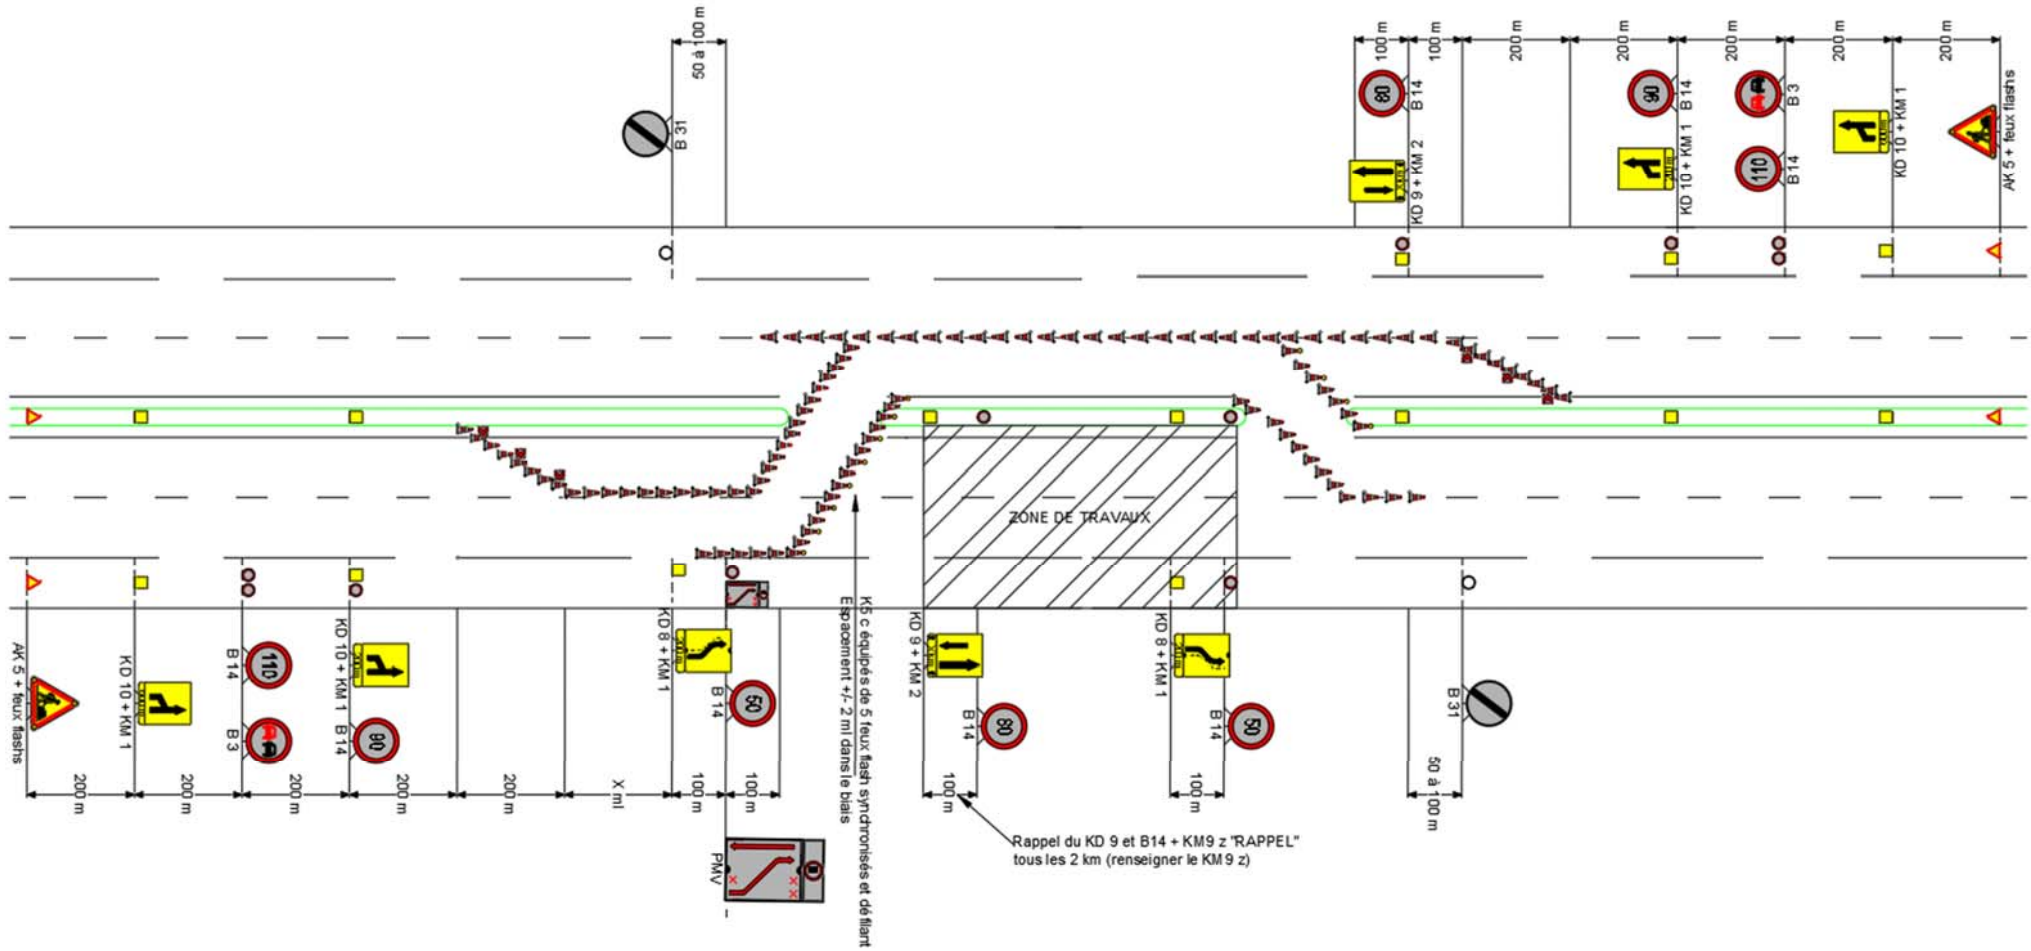 50 à 100 m
B 31
100 m
100 m
200 m
200 m
200 m
200 m
200 m
80
B 14
KD 9 + KM 2
90
B 14
KD 10 + KM 1
B 3
110
B14
KD 10 + KM 1
AK 5 + feux flashs
ZONE DE TRAVAUX
AK 5 + feux flashs
KD 10 + KM 1
B 14
110
B 3
KD 10 + KM 1
B 14
90
KD 8 + KM 1
B 14
50
K5 c équipés de 5 feux flash synchronisés et défilant
Espacement +/- 2 ml dans le biais
KD 9 + KM 2
B 14
80
KD 8 + KM 1
B 14
50
B31
200 m
200 m
200 m
200 m
200 m
X ml
100 m
100 m
100 m
100 m
50 à 100 m
PMV
Rappel du KD 9 et B14 + KM9 z "RAPPEL"
tous les 2 km (renseigner le KM9 z)